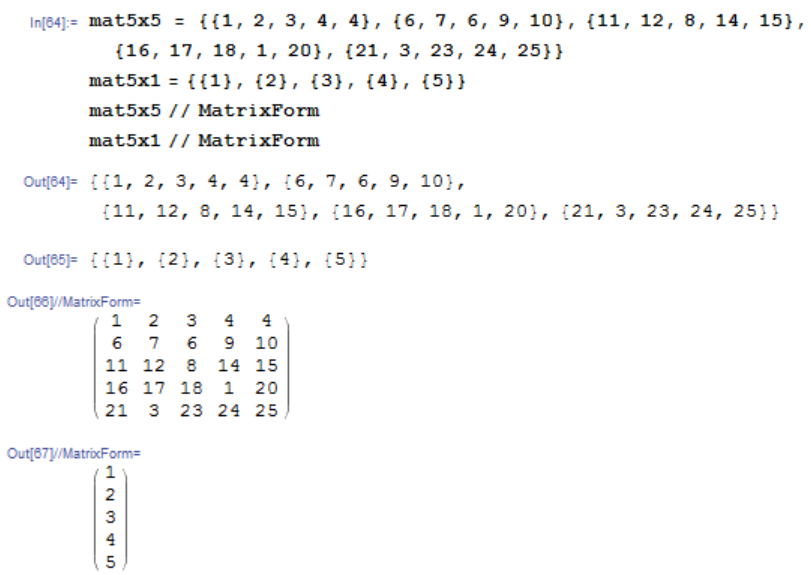 In[64]:= mat5x5 = {{1, 2, 3, 4, 4}, {6, 7, 6, 9, 10}, {11, 12, 8, 14, 15},
{16, 17, 18, 1, 20}, {21, 3, 23, 24, 25}}
mat5x1 = {{1}, {2}, {3}, {4}, {5}}
mat5x5 // MatrixForm
mat5x1 // MatrixForm
Out[64]= {{1, 2, 3, 4, 4}, {6, 7, 6, 9, 10},
{11, 12, 8, 14, 15}, {16, 17, 18, 1, 20}, {21, 3, 23, 24, 25}}
Out[65]= {{1}, {2}, {3}, {4}, {5}}
Out[66]//MatrixForm=
1 2 3 4 4
6 7 6 9 10
11 12 8 14 15
16 17 18 1 20
21 3 23 24 25
Out[67]//MatrixForm=
1
2
3
4
5